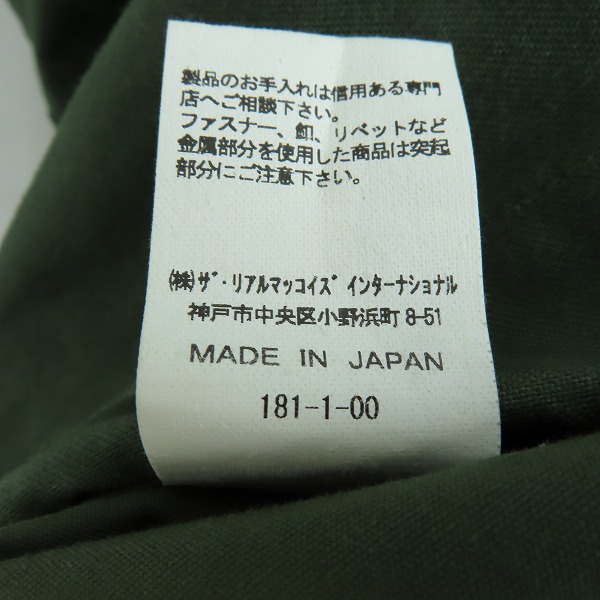 製品のお手入れは信用ある専門
店へご相談下さい。
ファスナー、釦、リベットなど
金属部分を使用した商品は突起
部分にご注意下さい。
㈱ｻﾞ･リアルマッコイｽﾞ インターナショナル
神戸市中央区小野浜町8-51
MADE IN JAPAN
181-1-00